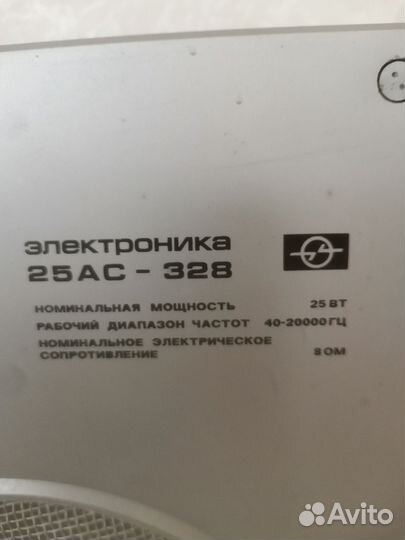 электроника
25АС - 328
НОМИНАЛЬНАЯ МОЩНОСТЬ 25 ВТ
РАБОЧИЙ ДИАПАЗОН ЧАСТОТ 40-20000 ГЦ
НОМИНАЛЬНОЕ ЭЛЕКТРИЧЕСКОЕ
СОПРОТИВЛЕНИЕ 8 ОМ
Avito